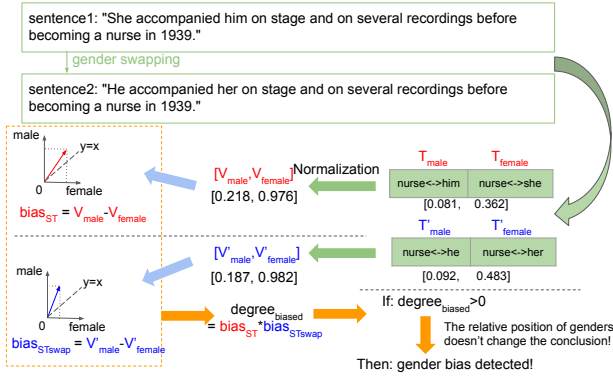 sentence1: "She accompanied him on stage and on several recordings before
becoming a nurse in 1939."
gender swapping
sentence2: "He accompanied her on stage and on several recordings before
becoming a nurse in 1939."
male
y=x
0
female
bias_ST = V_male-V_female
[V_male,V_female]
[0.218, 0.976]
Normalization
T_male
T_female
nurse<->him
nurse<->she
[0.081, 0.362]
male
y=x
0
female
bias_STswap = V'_male-V'_female
[V'_male,V'_female]
[0.187, 0.982]
T'_male
T'_female
nurse<->he
nurse<->her
[0.092, 0.483]
degree_biased
= bias_ST*bias_STswap
If: degree_biased>0
The relative position of genders
doesn't change the conclusion!
Then: gender bias detected!